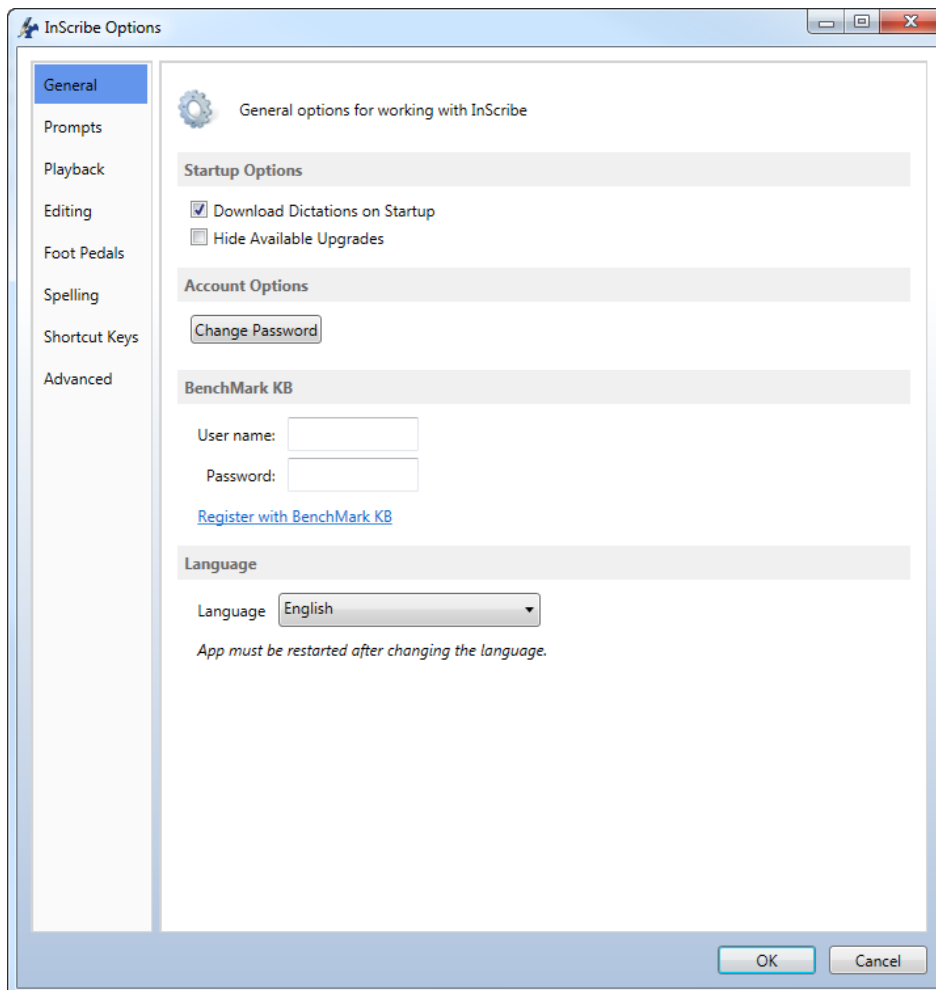 InScribe Options
General
Prompts
Playback
Editing
Foot Pedals
Spelling
Shortcut Keys
Advanced
General options for working with InScribe
Startup Options
Download Dictations on Startup
Hide Available Upgrades
Account Options
Change Password
BenchMark KB
User name:
Password:
Register with BenchMark KB
Language
Language English
App must be restarted after changing the language.
OK Cancel